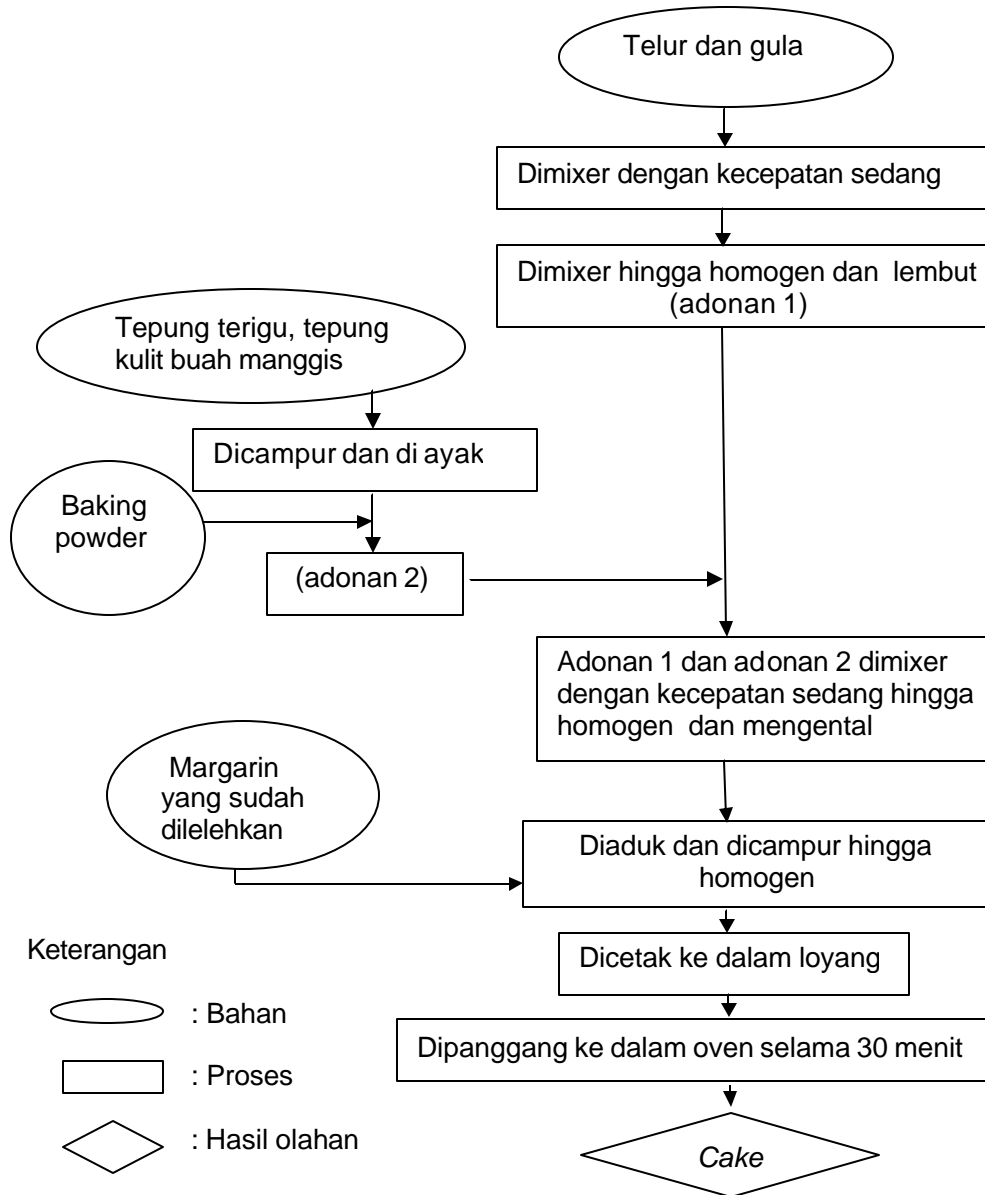 Telur dan gula
Dimixer dengan kecepatan sedang
Dimixer hingga homogen dan lembut
(adonan 1)
Tepung terigu, tepung
kulit buah manggis
Dicampur dan di ayak
Baking
powder
(adonan 2)
Adonan 1 dan adonan 2 dimixer
dengan kecepatan sedang hingga
homogen dan mengental
Margarin
yang sudah
dilelehkan
Diaduk dan dicampur hingga
homogen
Dicetak ke dalam loyang
Dipanggang ke dalam oven selama 30 menit
Cake
Keterangan
: Bahan
: Proses
: Hasil olahan